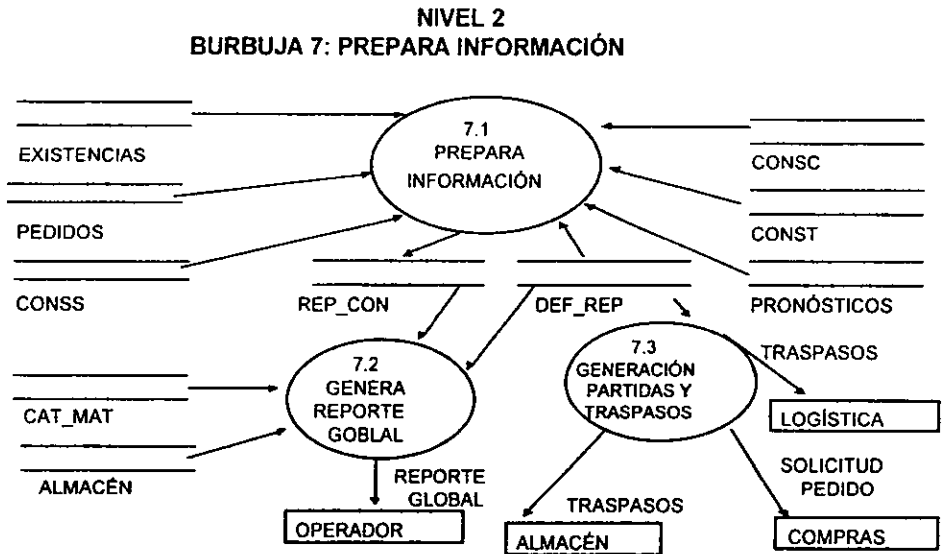 NIVEL 2
BURBUJA 7: PREPARA INFORMACIÓN
7.1
PREPARA
INFORMACIÓN
EXISTENCIAS
CONSC
PEDIDOS
CONST
CONSS
REP_CON
DEF_REP
PRONÓSTICOS
7.2
GENERA
REPORTE
GOBLAL
7.3
GENERACIÓN
PARTIDAS Y
TRASPASOS
TRASPASOS
CAT_MAT
LOGÍSTICA
ALMACÉN
REPORTE
GLOBAL
SOLICITUD
PEDIDO
TRASPASOS
OPERADOR
ALMACÉN
COMPRAS